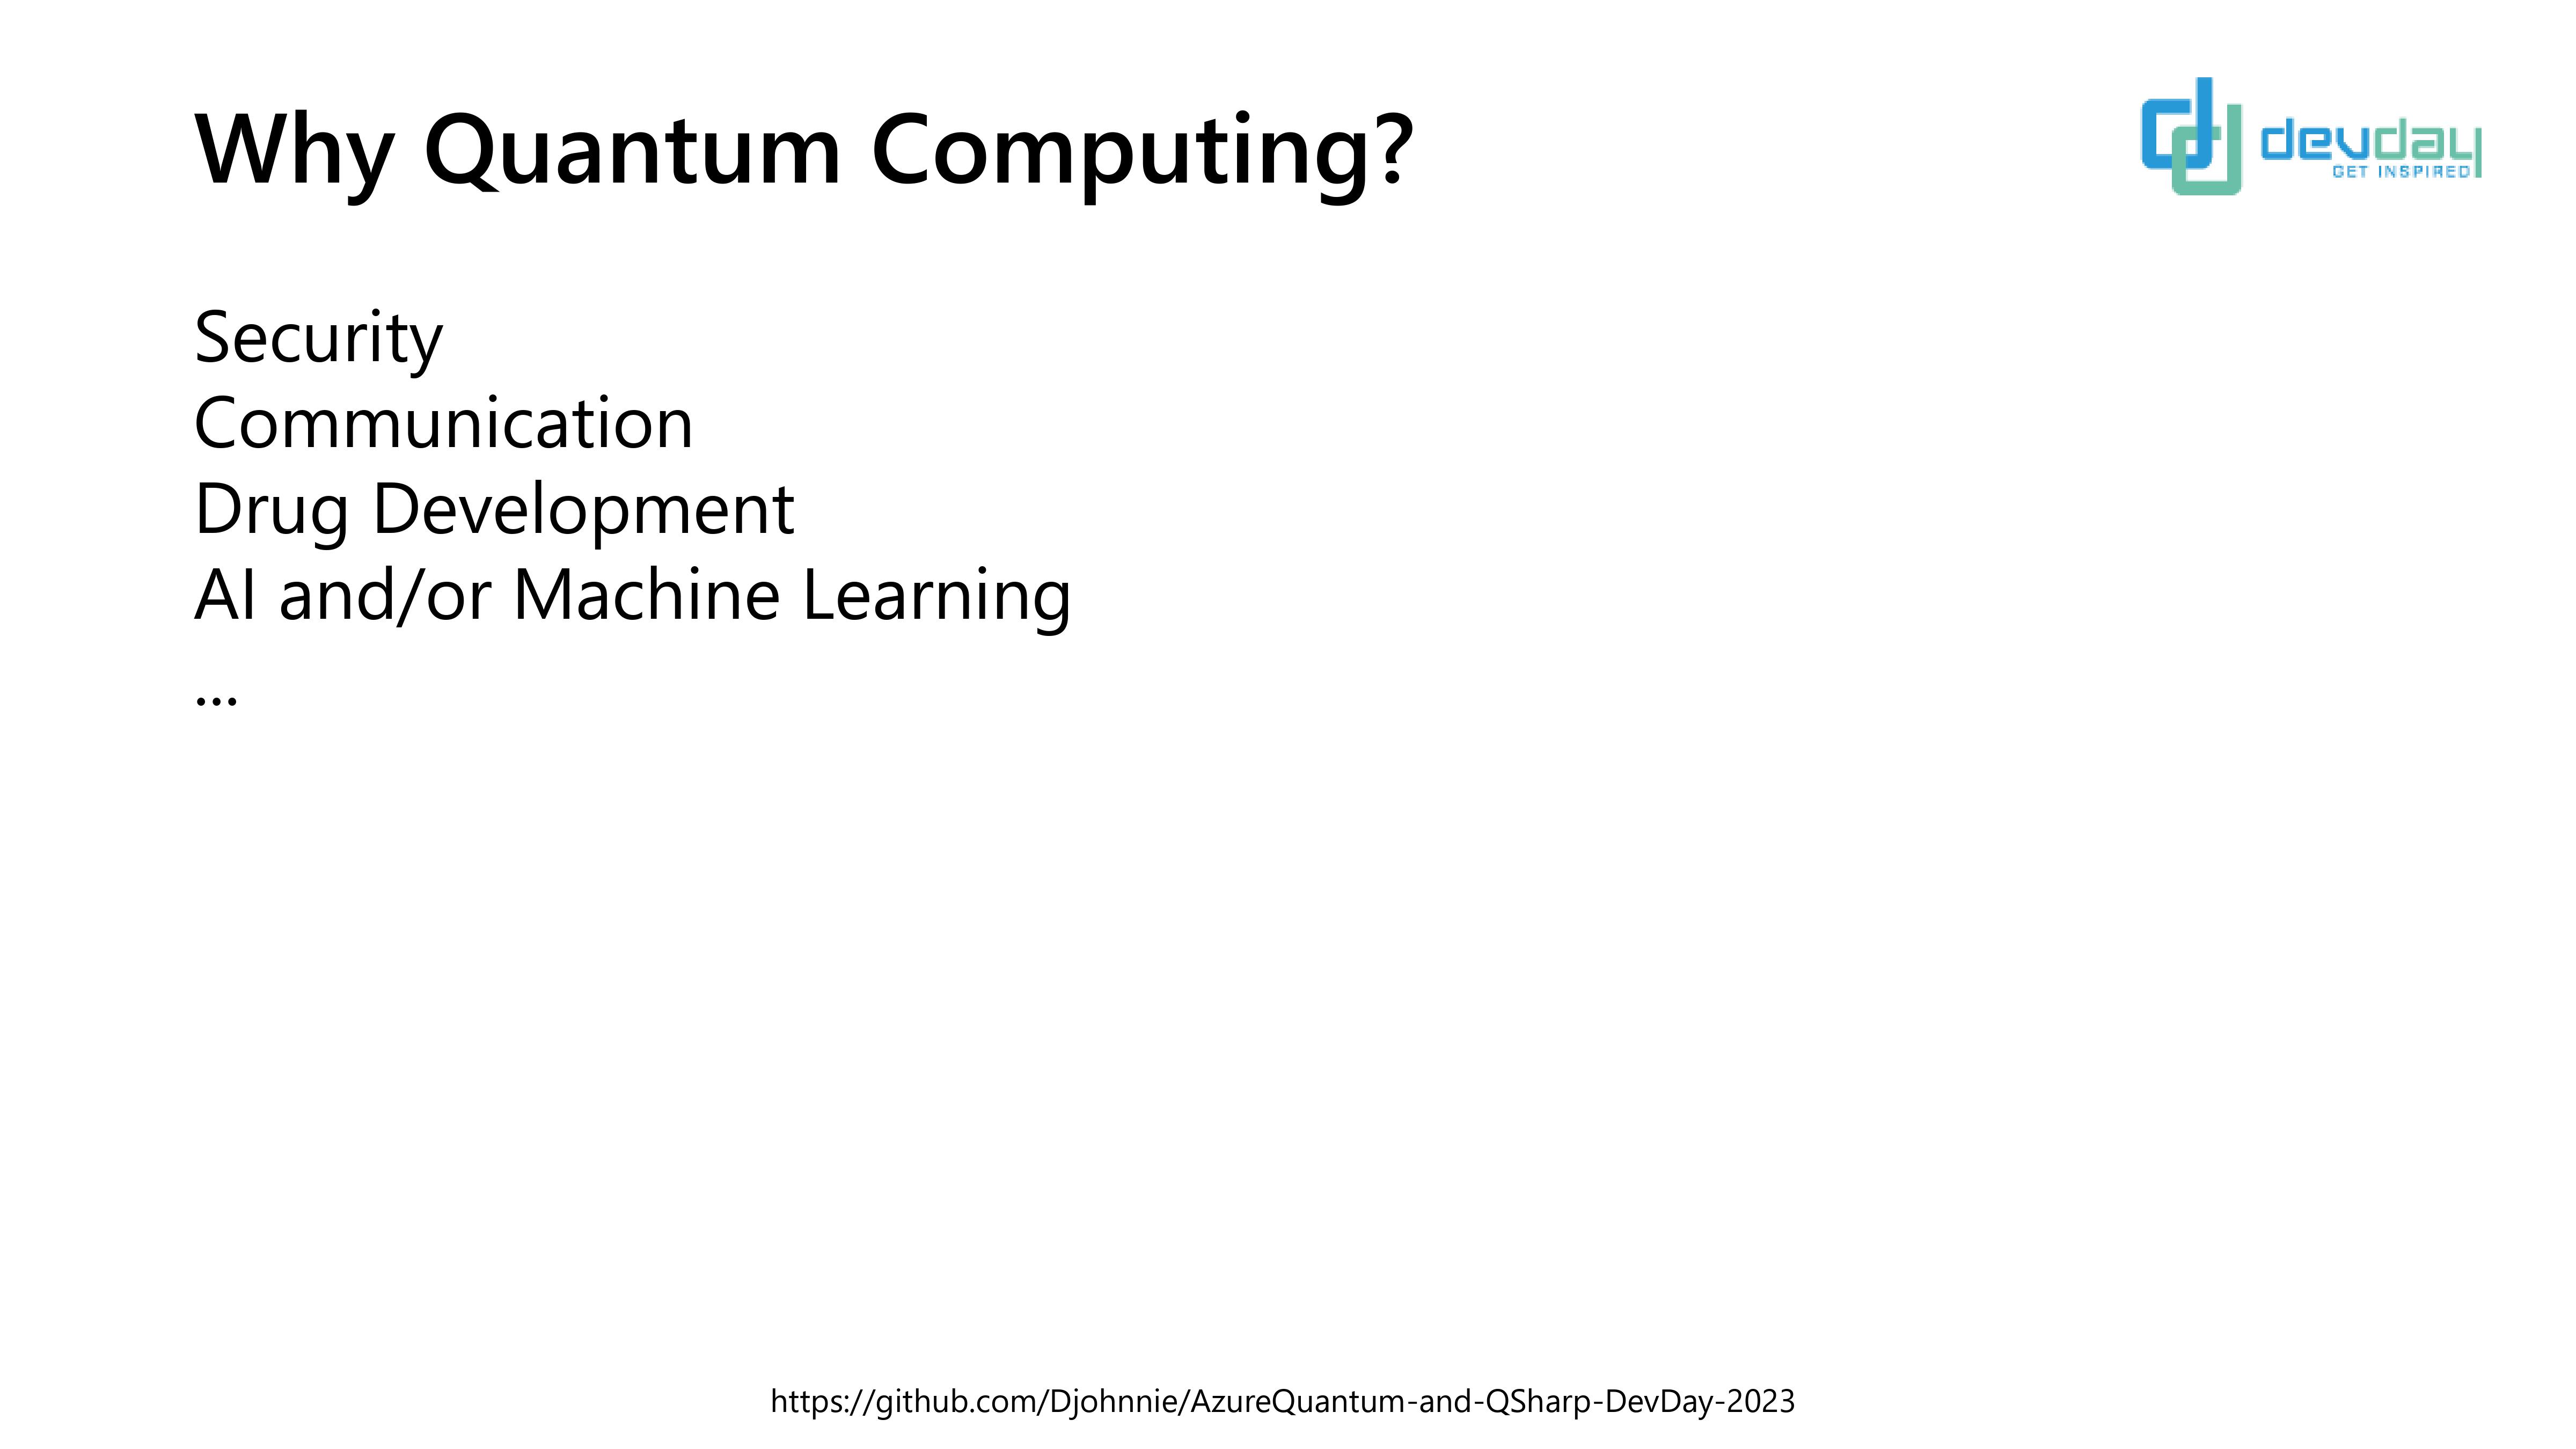 Why Quantum Computing?
devday
GET INSPIRED
Security
Communication
Drug Development
AI and/or Machine Learning
...
https://github.com/Djohnnie/AzureQuantum-and-QSharp-DevDay-2023